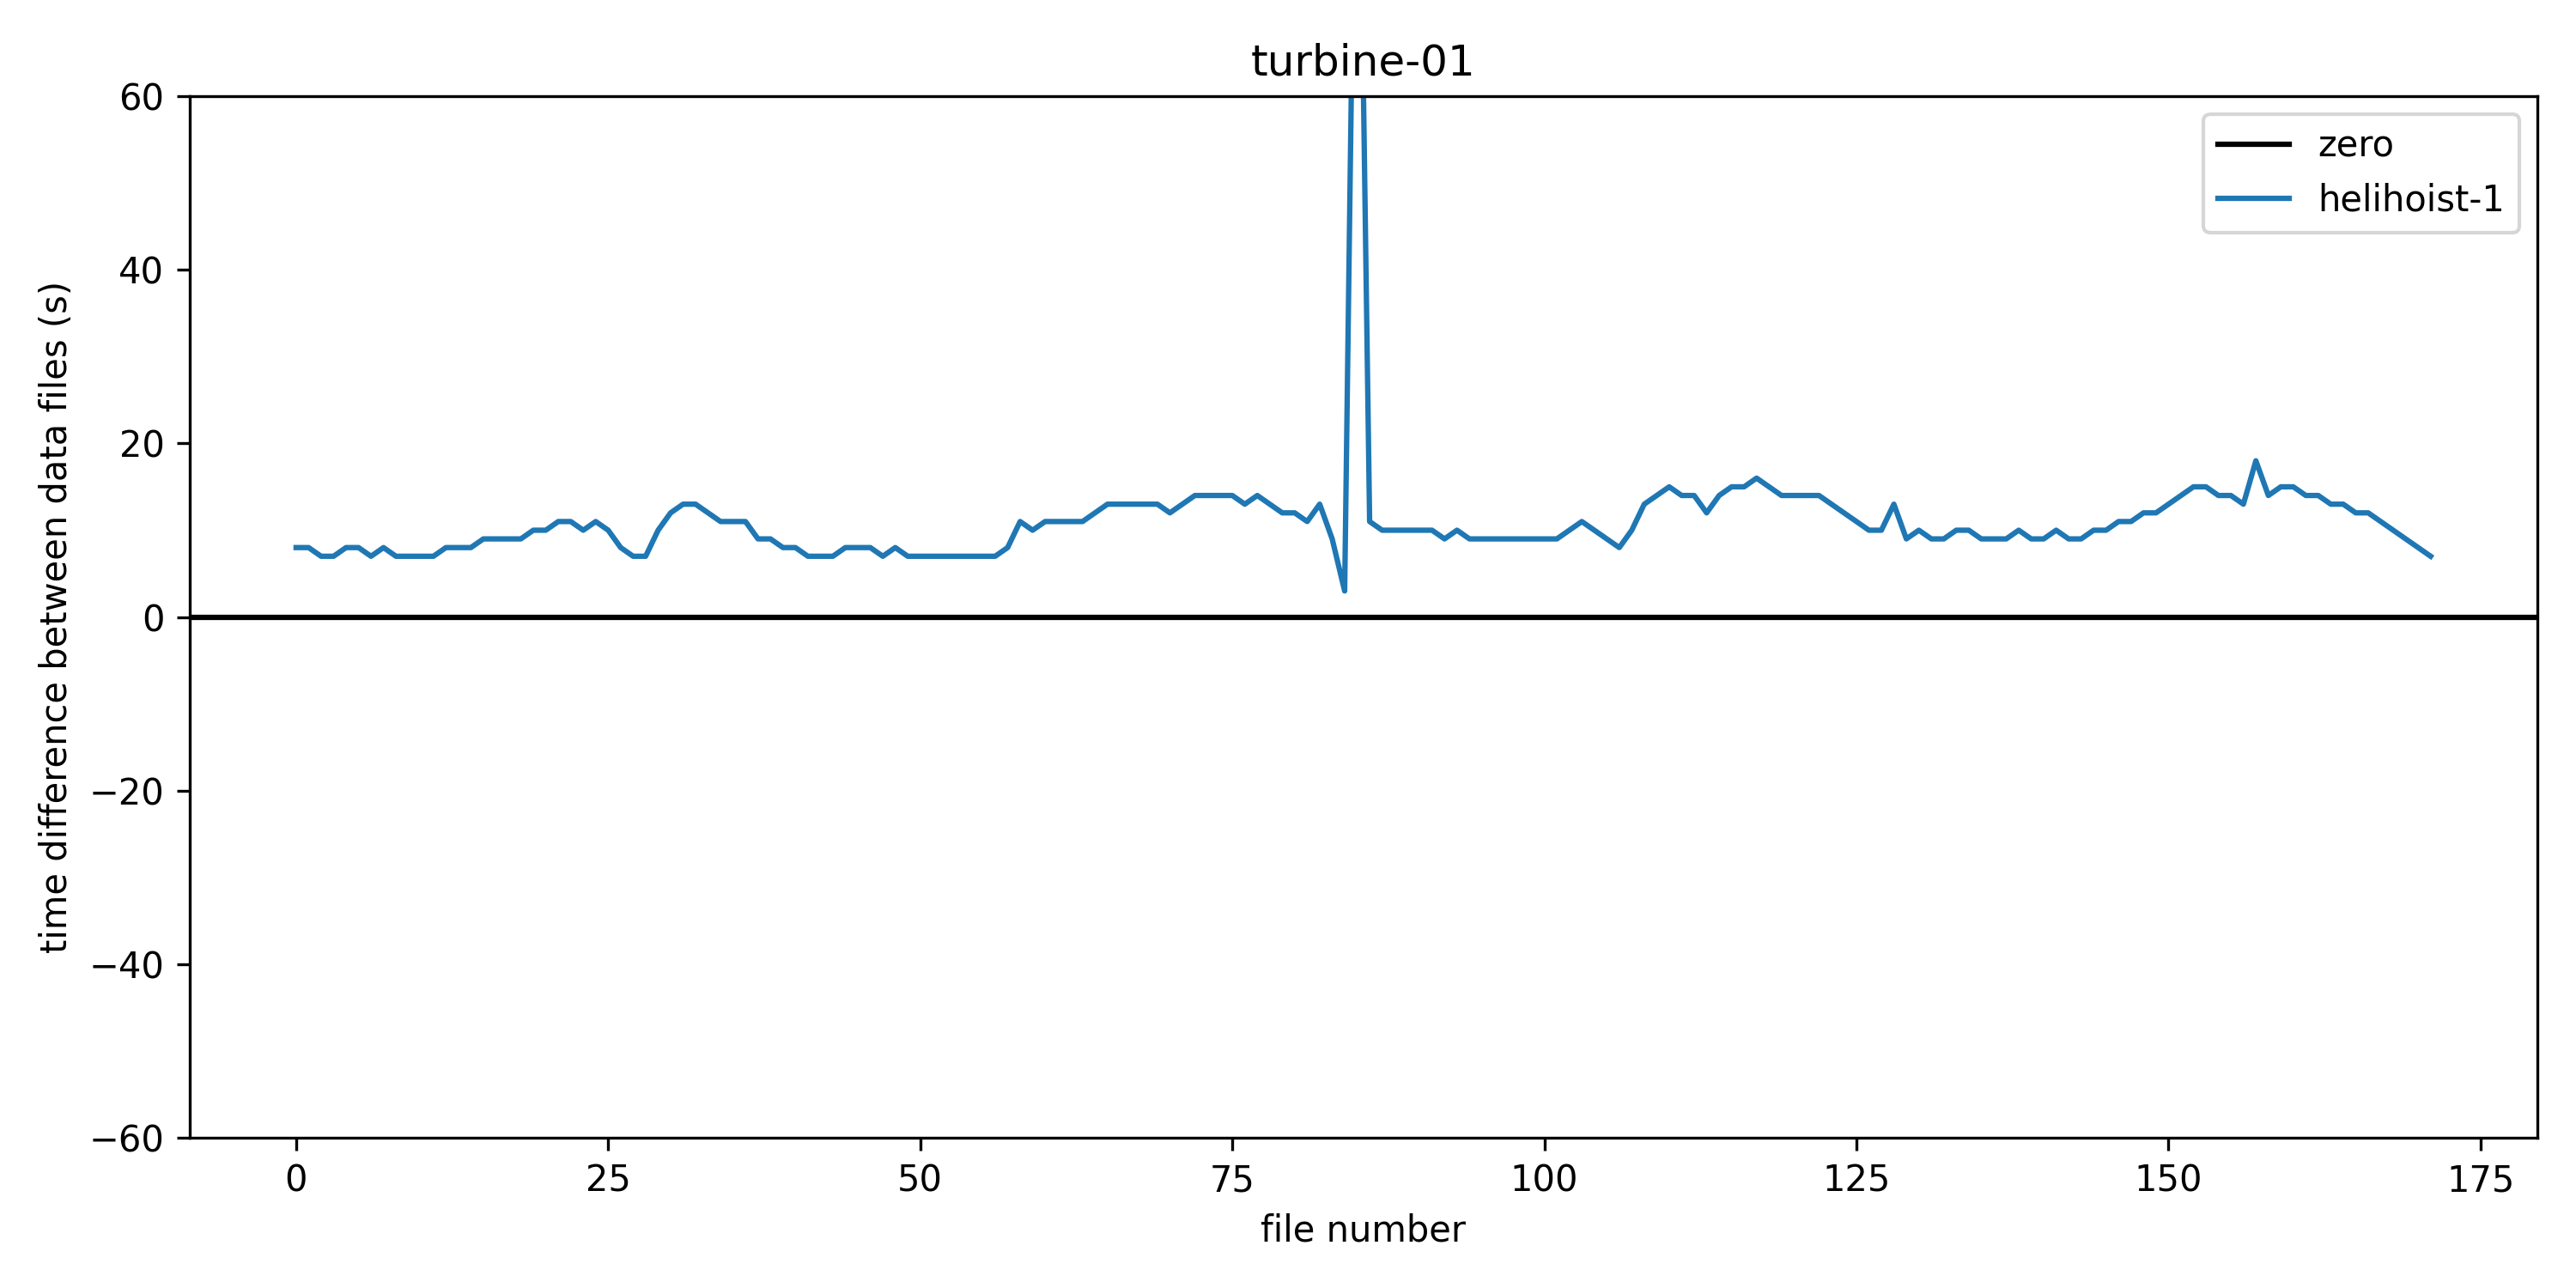 turbine-01
60
40
20
0
−20
−40
−60
time difference between data files (s)
zero
helihoist-1
0 25 50 75 100 125 150 175
file number